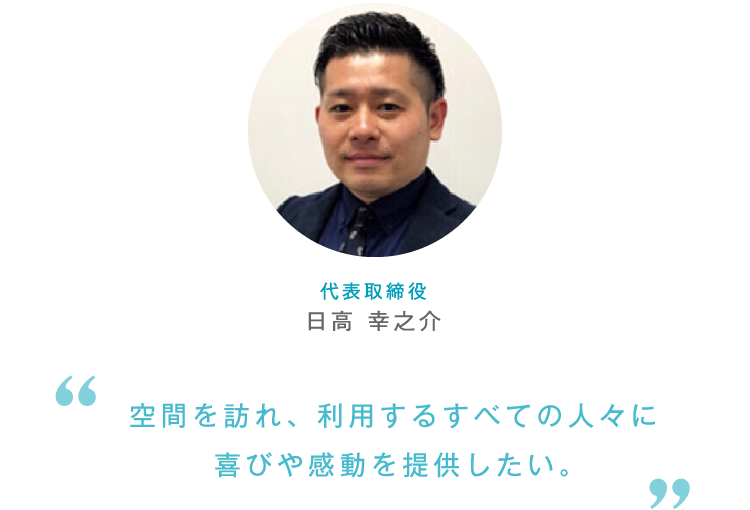 代表取締役
日高 幸之介
“ 空間を訪れ、利用するすべての人々に
喜びや感動を提供したい。 ”